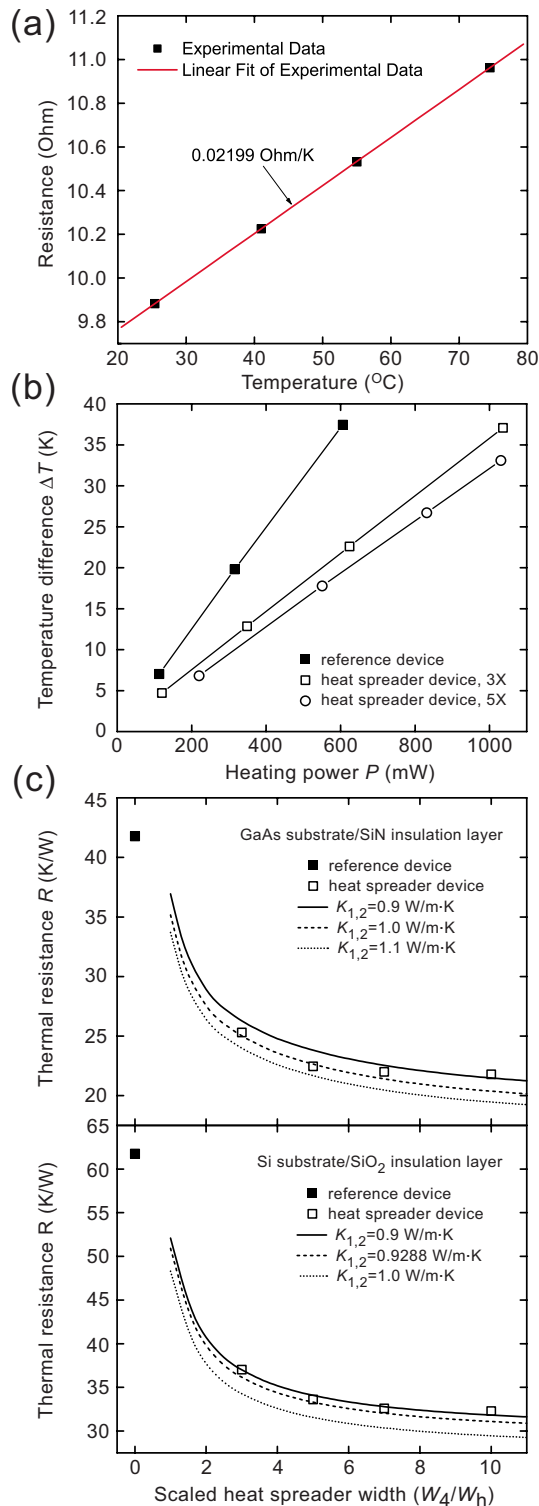 (a)
11.2
11.0
10.8
10.6
10.4
10.2
10.0
9.8
Resistance (Ohm)
Experimental Data
Linear Fit of Experimental Data
0.02199 Ohm/K
20 30 40 50 60 70 80
Temperature (°C)
(b)
40
35
30
25
20
15
10
5
0
Temperature difference ΔT (K)
reference device
heat spreader device, 3X
heat spreader device, 5X
0 200 400 600 800 1000
Heating power P (mW)
(c)
45
40
35
30
25
20
Thermal resistance R (K/W)
GaAs substrate/SiN insulation layer
reference device
heat spreader device
K1,2=0.9 W/m·K
K1,2=1.0 W/m·K
K1,2=1.1 W/m·K
65
60
55
50
45
40
35
30
Thermal resistance R (K/W)
Si substrate/SiO2 insulation layer
reference device
heat spreader device
K1,2=0.9 W/m·K
K1,2=0.9288 W/m·K
K1,2=1.0 W/m·K
0 2 4 6 8 10
Scaled heat spreader width (W4/Wh)